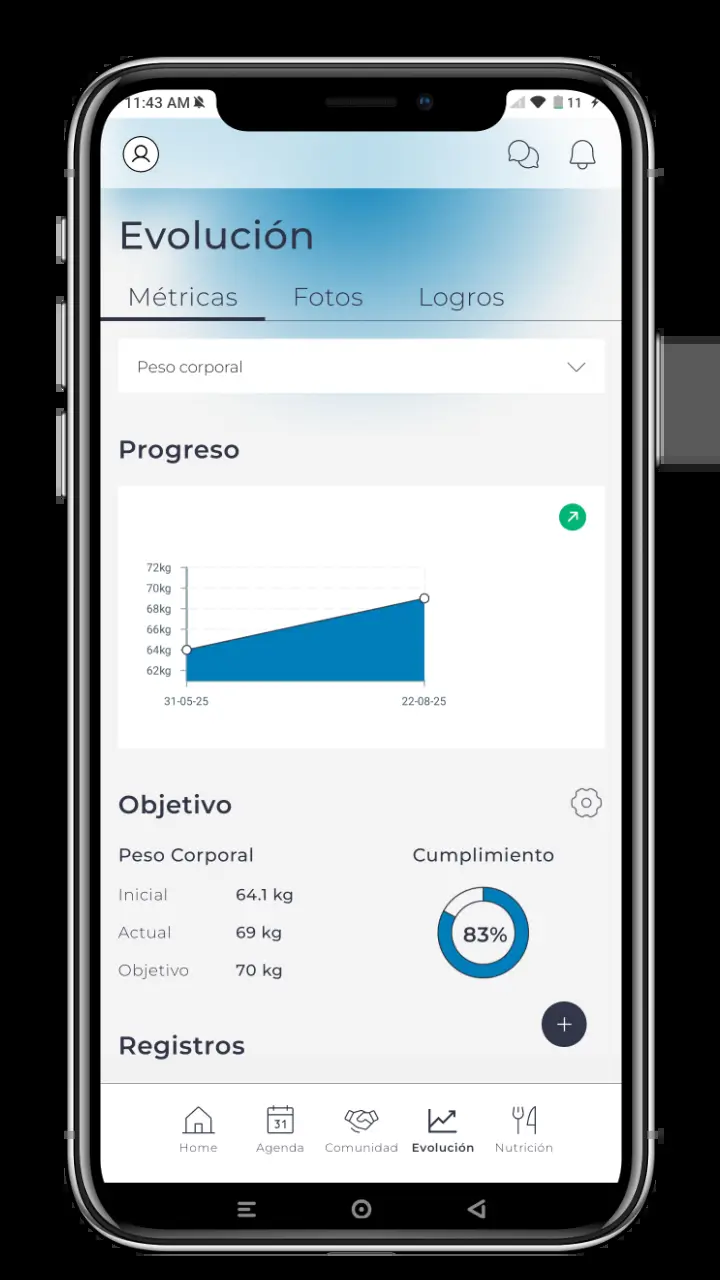 11:43 AM
11
Evolución
Métricas Fotos Logros
Peso corporal
Progreso
72kg
70kg
68kg
66kg
64kg
62kg
31-05-25 22-08-25
Objetivo
Peso Corporal Cumplimiento
Inicial 64.1 kg
Actual 69 kg
83%
Objetivo 70 kg
+
Registros
31
Home Agenda Comunidad Evolución Nutrición